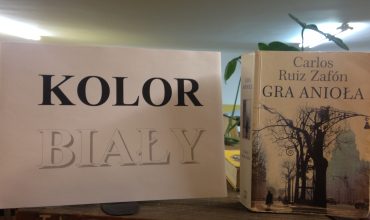 KOLOR
BIAŁY
Carlos
Ruiz Zafón
GRA ANIOŁA